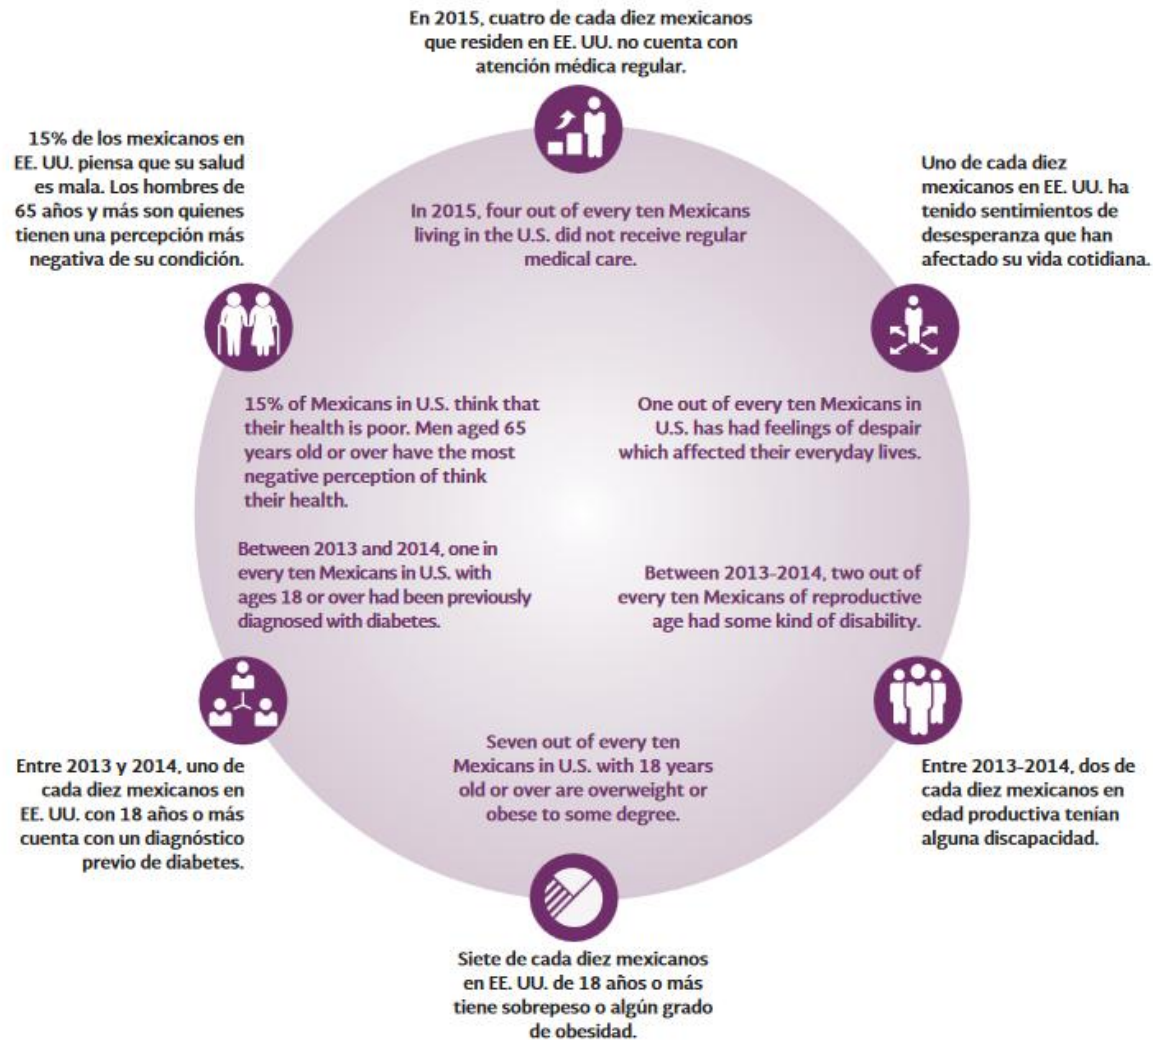 En 2015, cuatro de cada diez mexicanos
que residen en EE. UU. no cuenta con
atención médica regular.
15% de los mexicanos en
EE. UU. piensa que su salud
es mala. Los hombres de
65 años y más son quienes
tienen una percepción más
negativa de su condición.
Uno de cada diez
mexicanos en EE. UU. ha
tenido sentimientos de
desesperanza que han
afectado su vida cotidiana.
In 2015, four out of every ten Mexicans
living in the U.S. did not receive regular
medical care.
15% of Mexicans in U.S. think that
their health is poor. Men aged 65
years old or over have the most
negative perception of think
their health.
One out of every ten Mexicans in
U.S. has had feelings of despair
which affected their everyday lives.
Between 2013 and 2014, one in
every ten Mexicans in U.S. with
ages 18 or over had been previously
diagnosed with diabetes.
Between 2013-2014, two out of
every ten Mexicans of reproductive
age had some kind of disability.
Seven out of every ten
Mexicans in U.S. with 18 years
old or over are overweight or
obese to some degree.
Entre 2013 y 2014, uno de
cada diez mexicanos en
EE. UU. con 18 años o más
cuenta con un diagnóstico
previo de diabetes.
Entre 2013-2014, dos de
cada diez mexicanos en
edad productiva tenían
alguna discapacidad.
Siete de cada diez mexicanos
en EE. UU. de 18 años o más
tiene sobrepeso o algún grado
de obesidad.